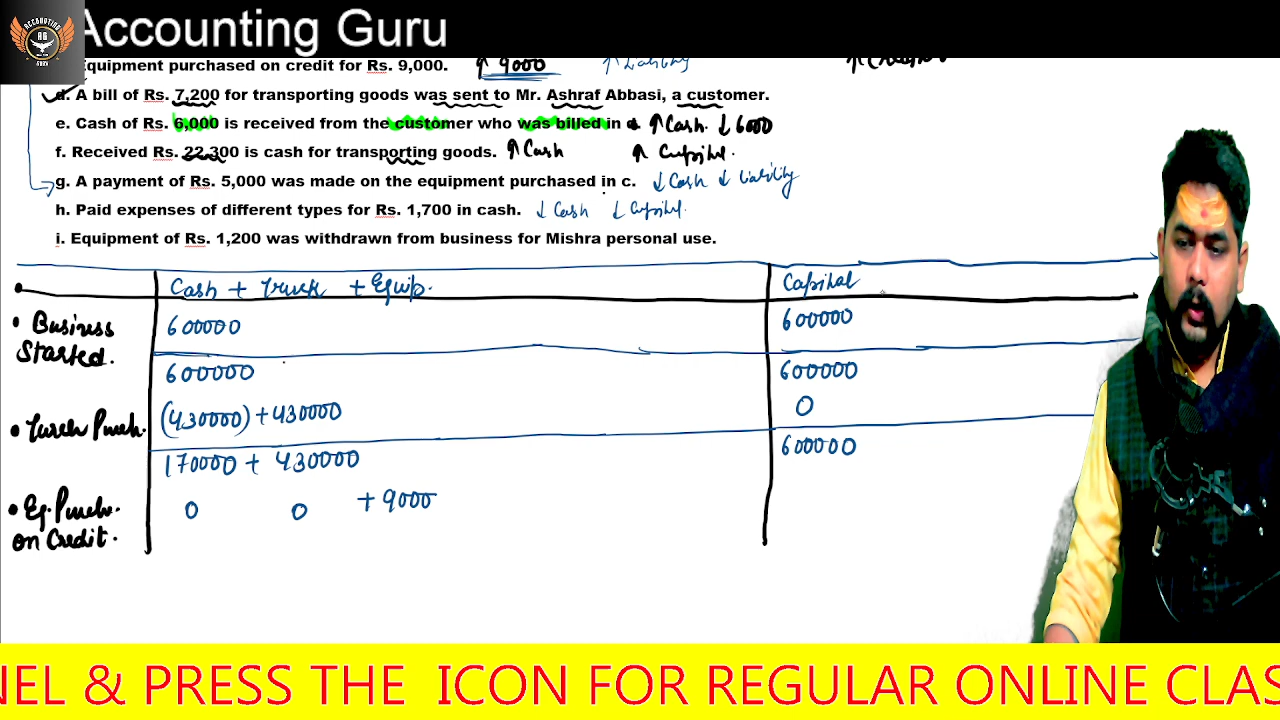 Accounting Guru
ACCOUNTING
AG
GURU
Equipment purchased on credit for Rs. 9,000. ↑ 9000 ↑ Liability
d. A bill of Rs. 7,200 for transporting goods was sent to Mr. Ashraf Abbasi, a customer.
e. Cash of Rs. 6,000 is received from the customer who was billed in ↑ Cash. ↓ 6000
f. Received Rs. 22,300 is cash for transporting goods. ↑ Cash ↑ Capital.
g. A payment of Rs. 5,000 was made on the equipment purchased in c. ↓ Cash ↓ liability
h. Paid expenses of different types for Rs. 1,700 in cash. ↓ Cash ↓ Capital.
i. Equipment of Rs. 1,200 was withdrawn from business for Mishra personal use.
Cash + Truck + Equip. Capital
• Business 600000 600000
Started.
600000 600000
• Truck Purch. (430000) + 430000 0
170000 + 430000 600000
• Eq. Purch. 0 0 + 9000
on Credit.
NEL & PRESS THE ICON FOR REGULAR ONLINE CLAS